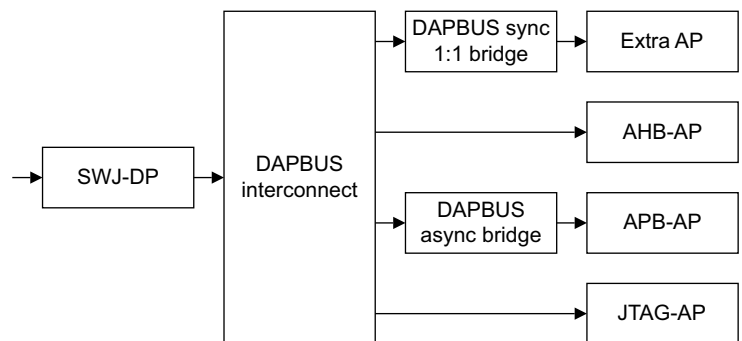 DAPBUS sync
1:1 bridge
Extra AP
AHB-AP
SWJ-DP
DAPBUS
interconnect
DAPBUS
async bridge
APB-AP
JTAG-AP